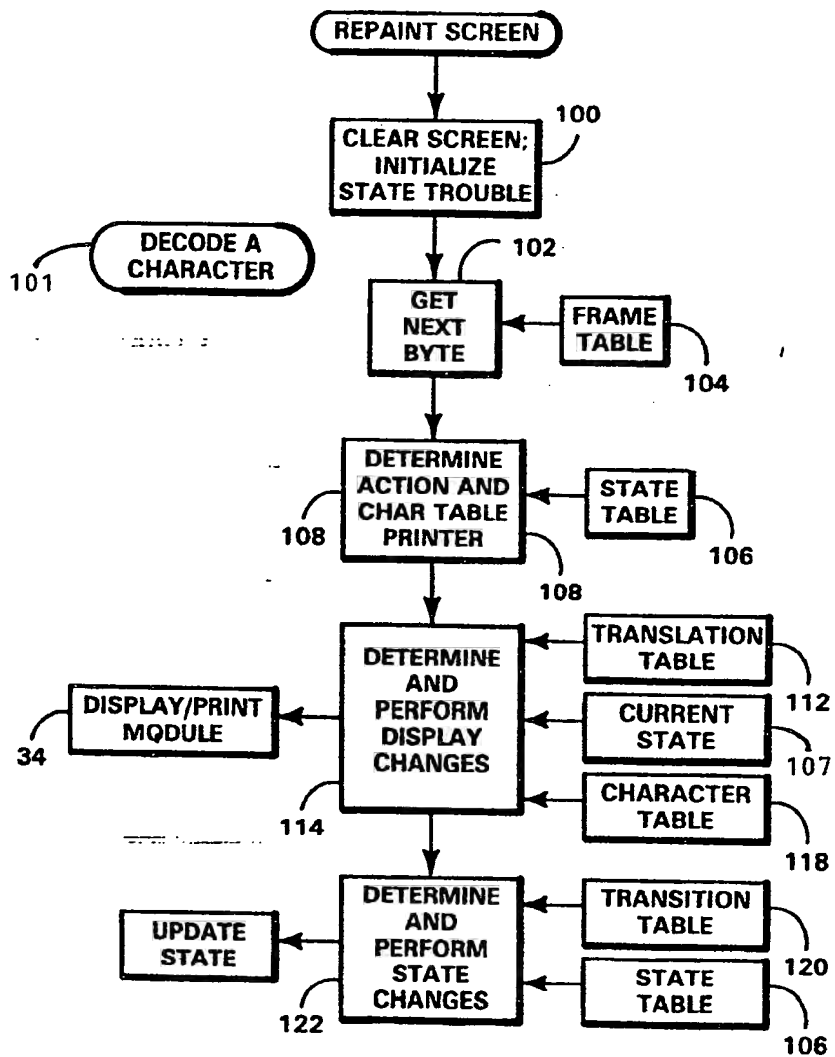 REPAINT SCREEN
100
CLEAR SCREEN;
INITIALIZE
STATE TROUBLE
101
DECODE A
CHARACTER
102
GET
NEXT
BYTE
FRAME
TABLE
104
DETERMINE
ACTION AND
CHAR TABLE
PRINTER
108
108
STATE
TABLE
106
DETERMINE
AND
PERFORM
DISPLAY
CHANGES
114
DISPLAY/PRINT
MODULE
34
TRANSLATION
TABLE
112
CURRENT
STATE
107
CHARACTER
TABLE
118
DETERMINE
AND
PERFORM
STATE
CHANGES
122
UPDATE
STATE
TRANSITION
TABLE
120
STATE
TABLE
106